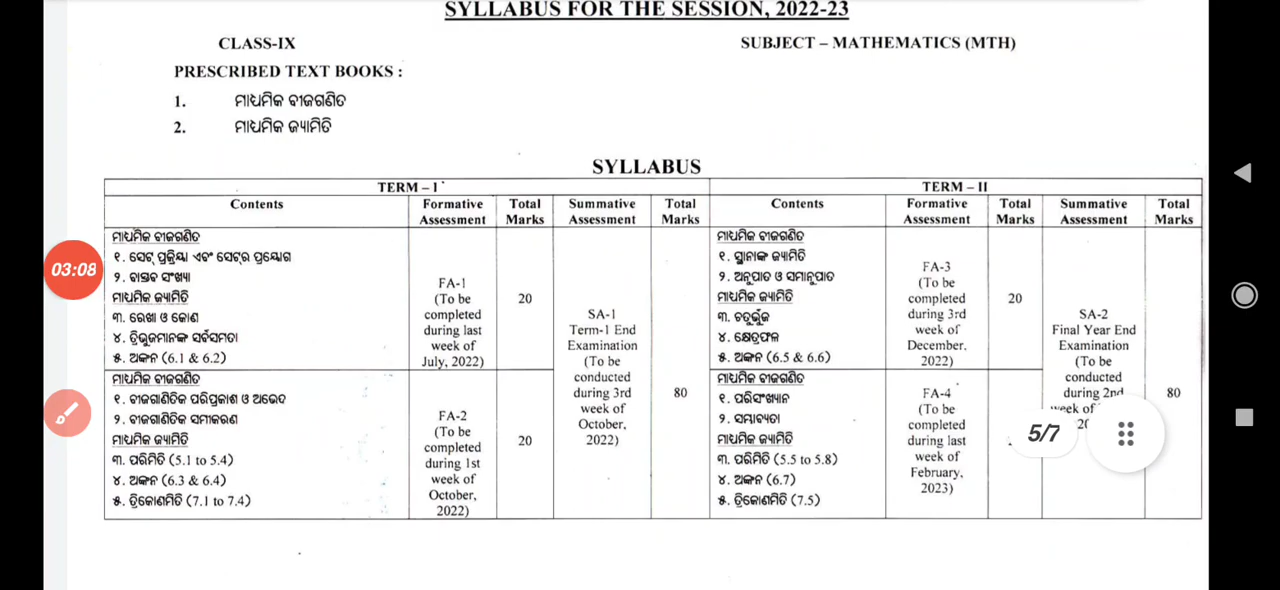 SYLLABUS FOR THE SESSION, 2022-23
CLASS-IX
SUBJECT – MATHEMATICS (MTH)
PRESCRIBED TEXT BOOKS :
1. ମାଧ୍ୟମିକ ବୀଜଗଣିତ
2. ମାଧ୍ୟମିକ ଜ୍ୟାମିତି
SYLLABUS
TERM – I
TERM – II
Contents
Formative Assessment
Total Marks
Summative Assessment
Total Marks
Contents
Formative Assessment
Total Marks
Summative Assessment
Total Marks
ମାଧ୍ୟମିକ ବୀଜଗଣିତ
୧. ସେଟ୍ ପ୍ରକ୍ରିୟା ଏବଂ ସେଟ୍‌ର ପ୍ରୟୋଗ
୨. ବାସ୍ତବ ସଂଖ୍ୟା
ମାଧ୍ୟମିକ ଜ୍ୟାମିତି
୩. ରେଖା ଓ କୋଣ
୪. ତ୍ରିଭୁଜମାନଙ୍କ ସର୍ବସମତା
୫. ଅଙ୍କନ (6.1 & 6.2)
FA-1
(To be
completed
during last
week of
July, 2022)
20
SA-1
Term-1 End
Examination
(To be
conducted
during 3rd
week of
October,
2022)
80
ମାଧ୍ୟମିକ ବୀଜଗଣିତ
୧. ସ୍ଥାନାଙ୍କ ଜ୍ୟାମିତି
୨. ଅନୁପାତ ଓ ସମାନୁପାତ
ମାଧ୍ୟମିକ ଜ୍ୟାମିତି
୩. ଚତୁର୍ଭୁଜ
୪. କ୍ଷେତ୍ରଫଳ
୫. ଅଙ୍କନ (6.5 & 6.6)
FA-3
(To be
completed
during 3rd
week of
December,
2022)
20
SA-2
Final Year End
Examination
(To be
conducted
during 2nd
week of
80
ମାଧ୍ୟମିକ ବୀଜଗଣିତ
୧. ବୀଜଗାଣିତିକ ପରିପ୍ରକାଶ ଓ ଅଭେଦ
୨. ବୀଜଗାଣିତିକ ସମୀକରଣ
ମାଧ୍ୟମିକ ଜ୍ୟାମିତି
୩. ପରିମିତି (5.1 to 5.4)
୪. ଅଙ୍କନ (6.3 & 6.4)
୫. ତ୍ରିକୋଣମିତି (7.1 to 7.4)
FA-2
(To be
completed
during 1st
week of
October,
2022)
20
ମାଧ୍ୟମିକ ବୀଜଗଣିତ
୧. ପରିସଂଖ୍ୟାନ
୨. ସମ୍ଭାବ୍ୟତା
ମାଧ୍ୟମିକ ଜ୍ୟାମିତି
୩. ପରିମିତି (5.5 to 5.8)
୪. ଅଙ୍କନ (6.7)
୫. ତ୍ରିକୋଣମିତି (7.5)
FA-4
(To be
completed
during last
week of
February,
2023)
03:08
5/7